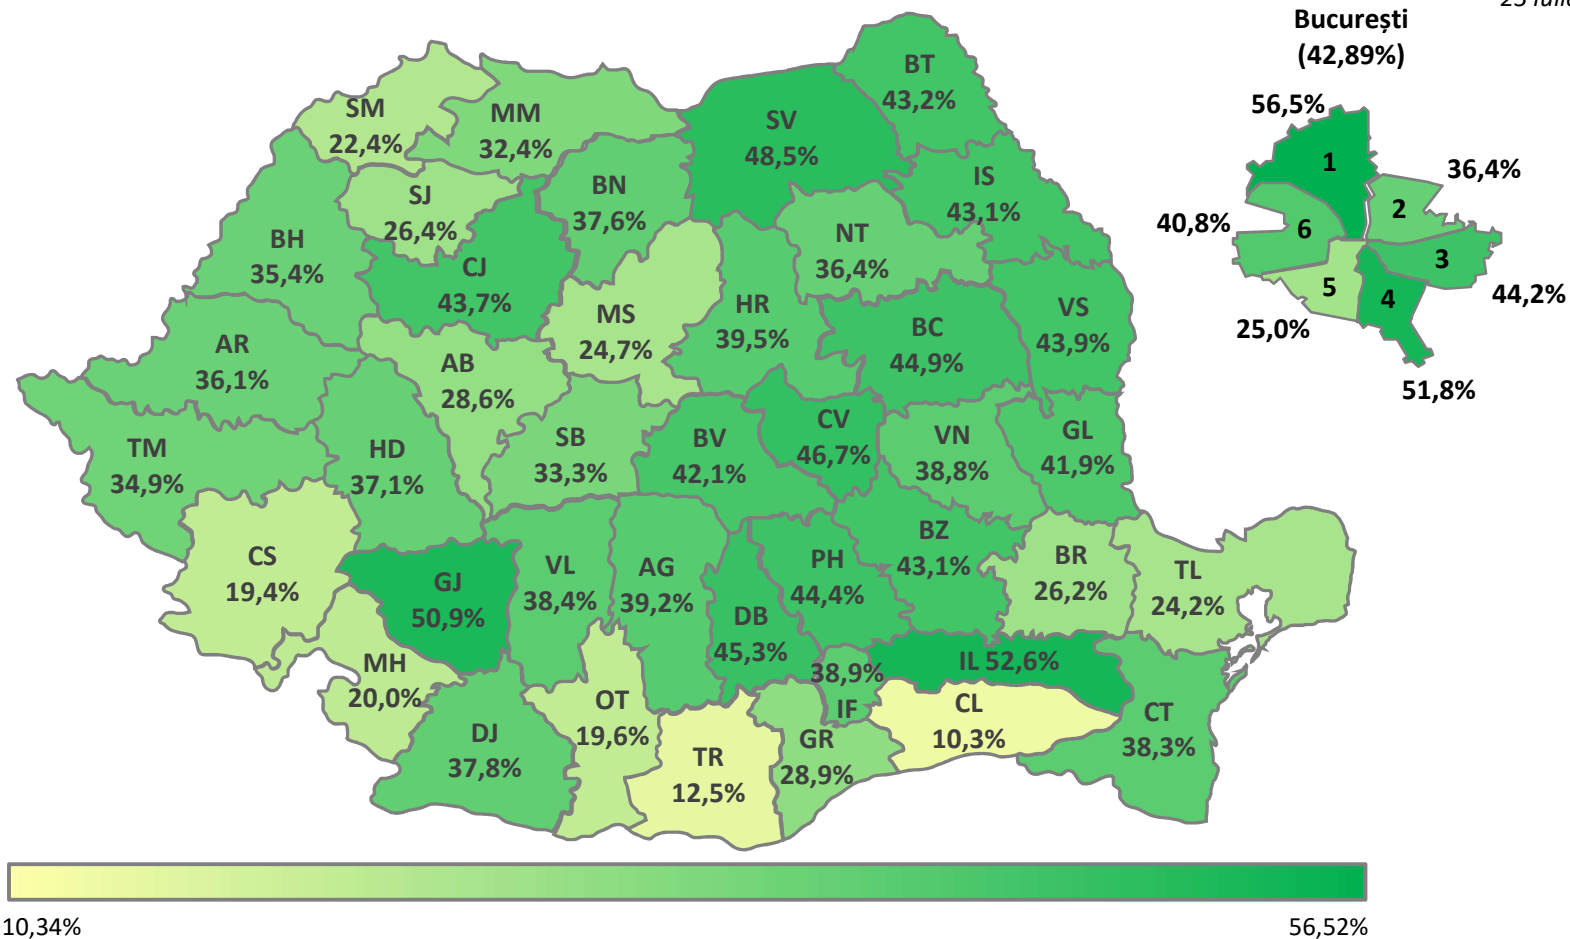 București
(42,89%)
BT
43,2%
SM
22,4%
MM
32,4%
SV
48,5%
56,5%
1
36,4%
SJ
26,4%
BN
37,6%
IS
43,1%
2
40,8%
6
BH
35,4%
CJ
43,7%
NT
36,4%
3
5
4
44,2%
25,0%
51,8%
MS
24,7%
HR
39,5%
BC
44,9%
VS
43,9%
AR
36,1%
AB
28,6%
CV
46,7%
TM
34,9%
HD
37,1%
SB
33,3%
BV
42,1%
VN
38,8%
GL
41,9%
CS
19,4%
GJ
50,9%
VL
38,4%
AG
39,2%
PH
44,4%
BZ
43,1%
BR
26,2%
TL
24,2%
DB
45,3%
MH
20,0%
38,9%
IF
IL 52,6%
OT
19,6%
CL
10,3%
CT
38,3%
DJ
37,8%
TR
12,5%
GR
28,9%
10,34%
56,52%